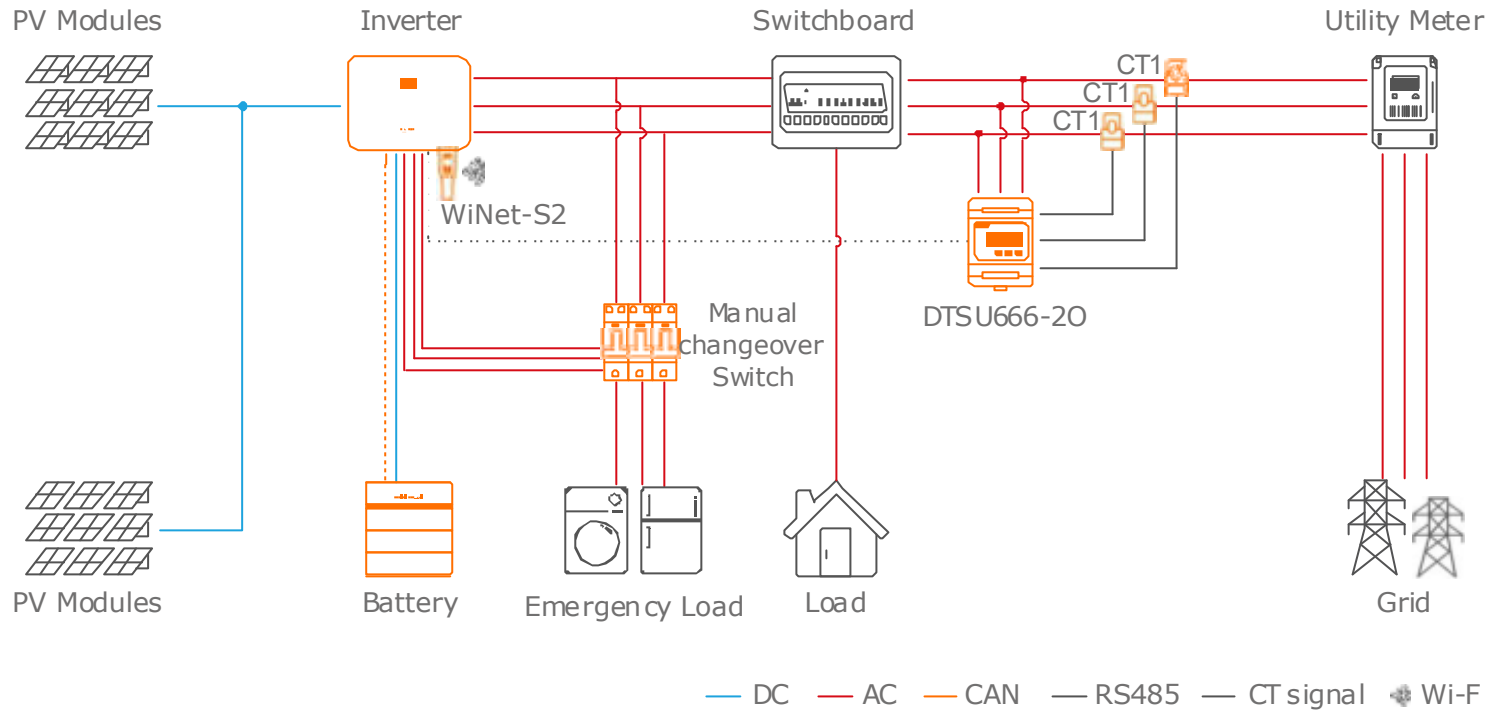 PV Modules
Inverter
Switchboard
Utility Meter
CT1
CT1
CT1
WiNet-S2
DTSU666-20
Manual
changeover
Switch
PV Modules
Battery
Emergency Load
Load
Grid
DC
AC
CAN
RS485
CT signal
Wi-F